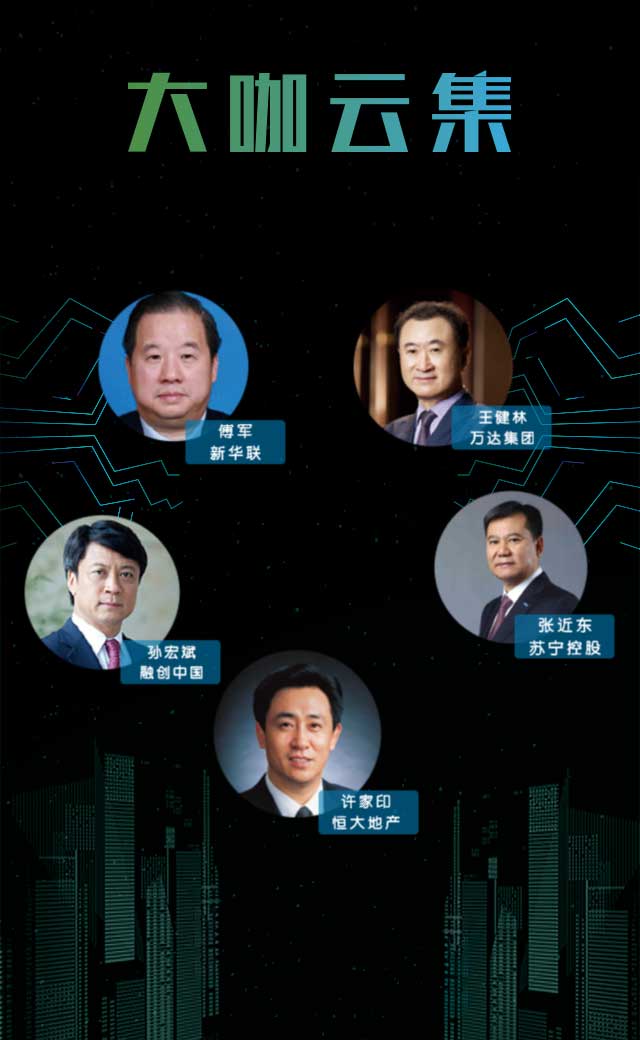 大咖云集
傅军
新华联
王健林
万达集团
孙宏斌
融创中国
张近东
苏宁控股
许家印
恒大地产